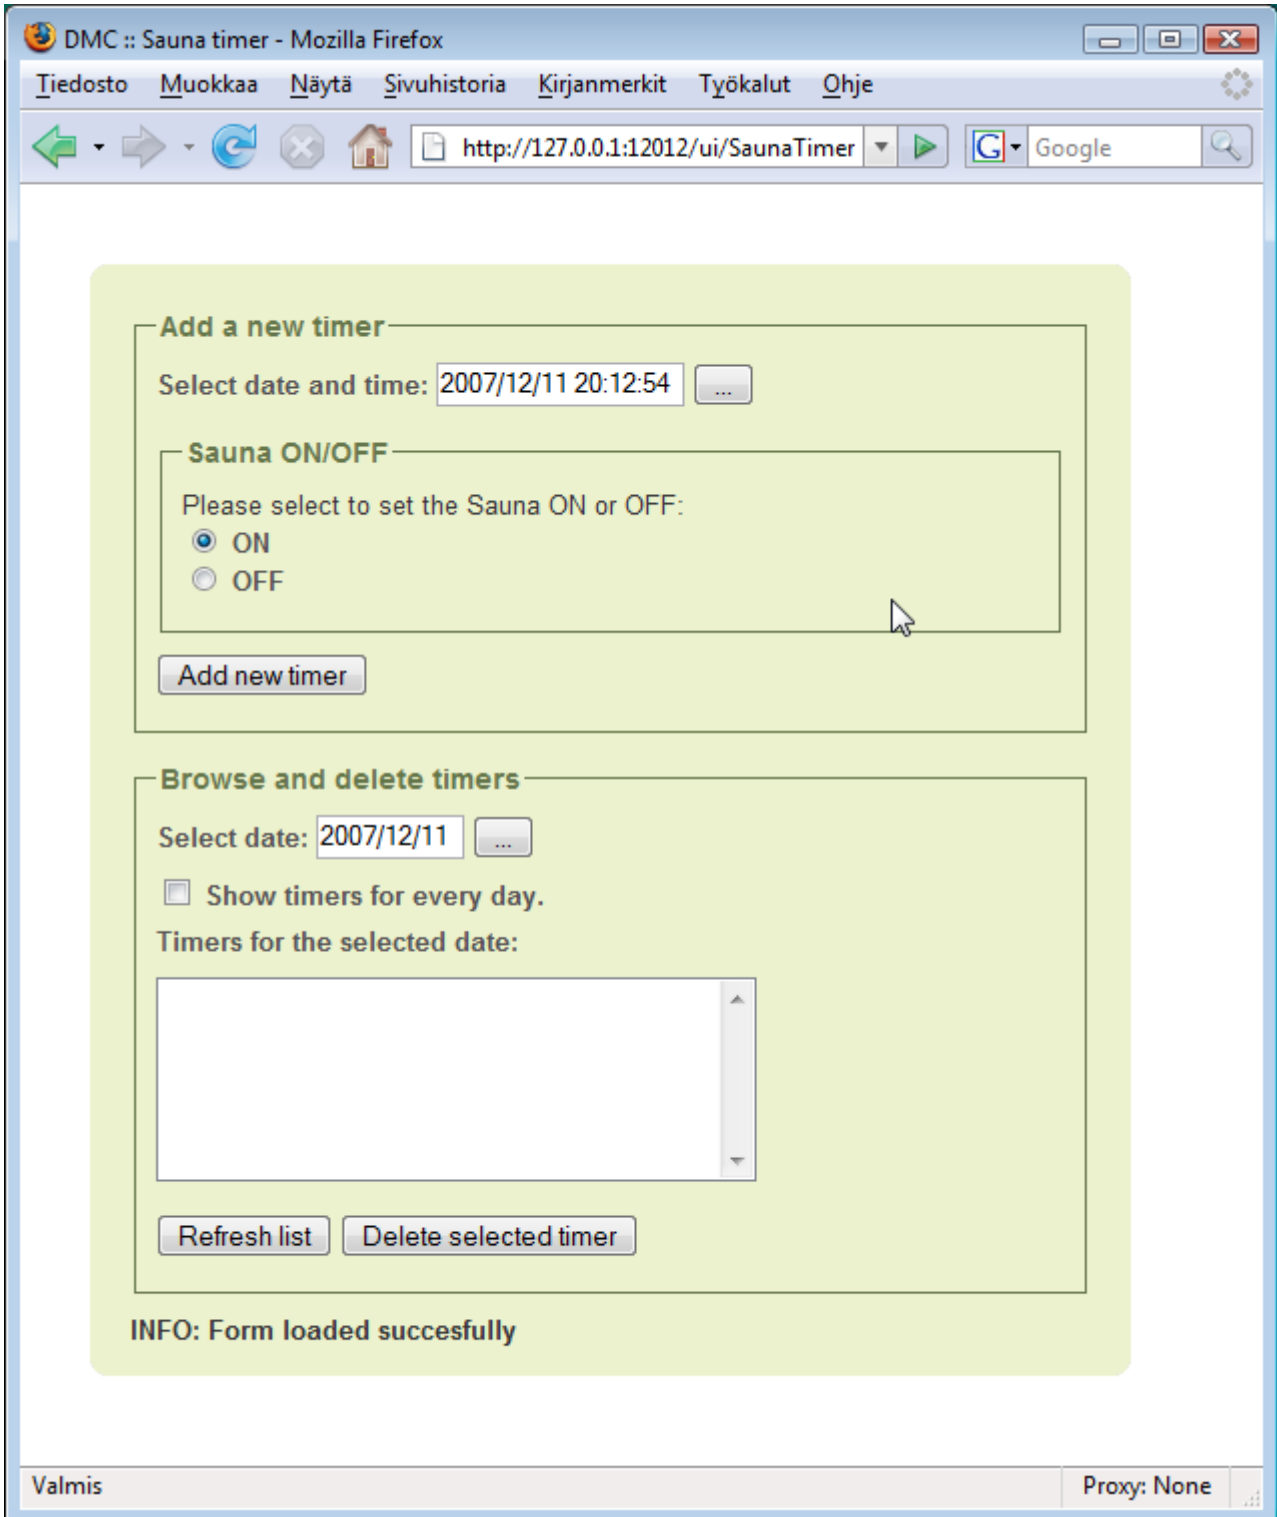 DMC :: Sauna timer - Mozilla Firefox
Tiedosto Muokkaa Näytä Sivuhistoria Kirjanmerkit Työkalut Ohje
http://127.0.0.1:12012/ui/SaunaTimer G Google
Add a new timer
Select date and time: 2007/12/11 20:12:54 ...
Sauna ON/OFF
Please select to set the Sauna ON or OFF:
ON
OFF
Add new timer
Browse and delete timers
Select date: 2007/12/11 ...
Show timers for every day.
Timers for the selected date:
Refresh list Delete selected timer
INFO: Form loaded succesfully
Valmis Proxy: None